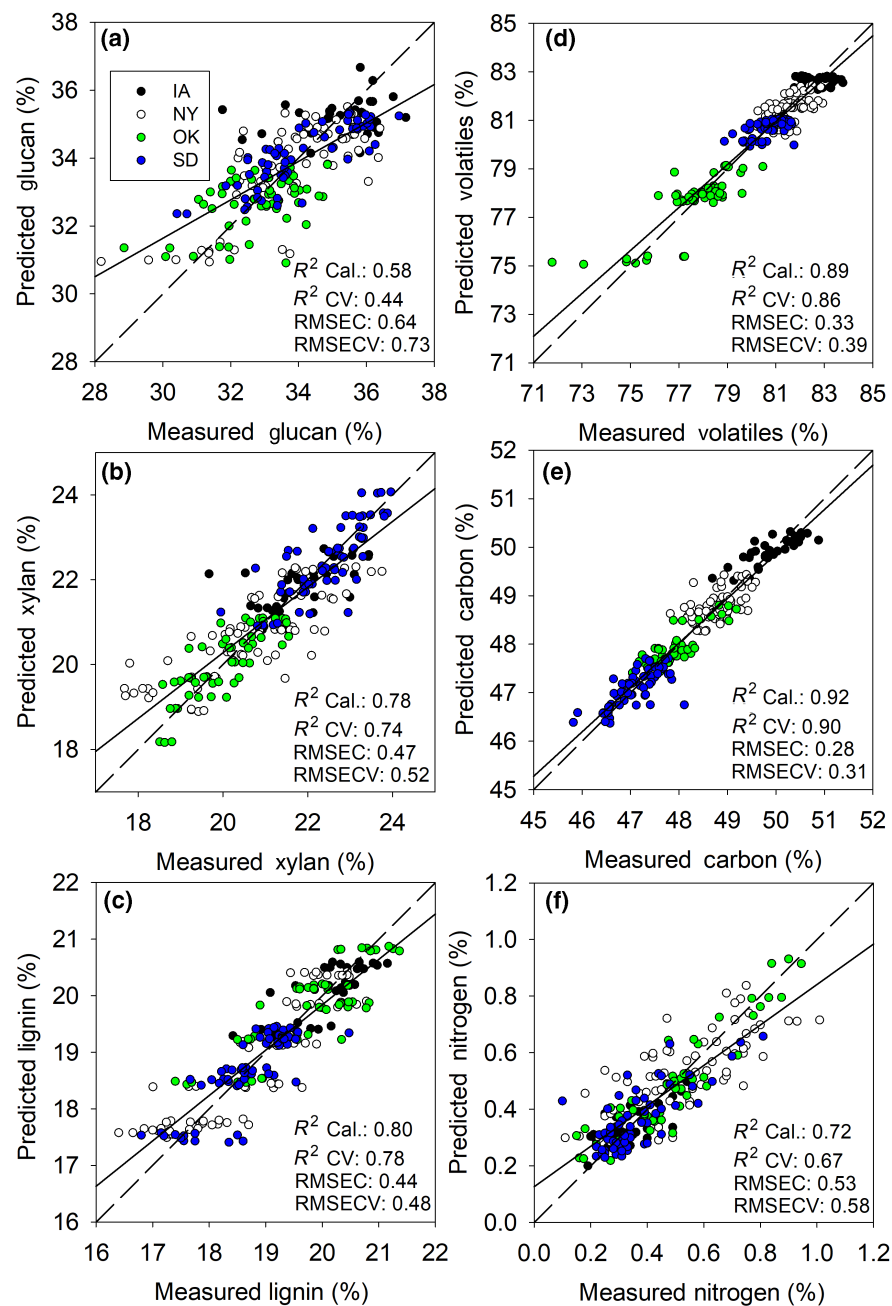 (a)
IA
NY
OK
SD
38
36
34
32
30
28
Predicted glucan (%)
R² Cal.: 0.58
R² CV: 0.44
RMSEC: 0.64
RMSECV: 0.73
28 30 32 34 36 38
Measured glucan (%)
(d)
85
83
81
79
77
75
73
71
Predicted volatiles (%)
R² Cal.: 0.89
R² CV: 0.86
RMSEC: 0.33
RMSECV: 0.39
71 73 75 77 79 81 83 85
Measured volatiles (%)
(b)
24
22
20
18
Predicted xylan (%)
R² Cal.: 0.78
R² CV: 0.74
RMSEC: 0.47
RMSECV: 0.52
18 20 22 24
Measured xylan (%)
(e)
52
51
50
49
48
47
46
45
Predicted carbon (%)
R² Cal.: 0.92
R² CV: 0.90
RMSEC: 0.28
RMSECV: 0.31
45 46 47 48 49 50 51 52
Measured carbon (%)
(c)
22
21
20
19
18
17
16
Predicted lignin (%)
R² Cal.: 0.80
R² CV: 0.78
RMSEC: 0.44
RMSECV: 0.48
16 17 18 19 20 21 22
Measured lignin (%)
(f)
1.2
1.0
0.8
0.6
0.4
0.2
0.0
Predicted nitrogen (%)
R² Cal.: 0.72
R² CV: 0.67
RMSEC: 0.53
RMSECV: 0.58
0.0 0.2 0.4 0.6 0.8 1.0 1.2
Measured nitrogen (%)